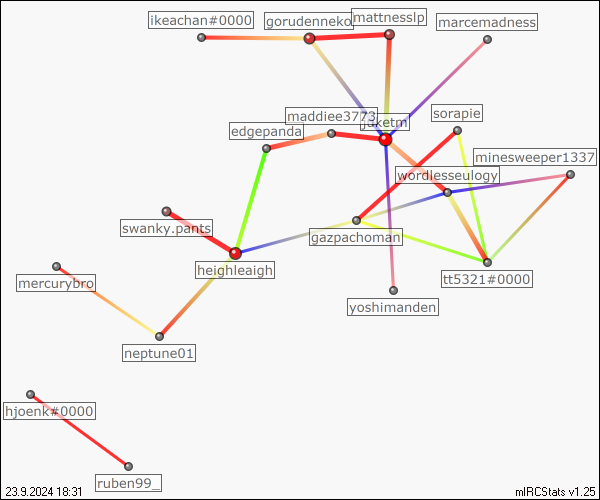 ikeachan#0000
gorudenneko
mattnesslp
marcemadness
maddiee3773
jaketm
sorapie
edgepanda
minesweeper1337
wordlesseulogy
swanky.pants
gazpachoman
heighleaigh
tt5321#0000
mercurybro
yoshimanden
neptune01
hjoenk#0000
ruben99_
23.9.2024 18:31
mIRCStats v1.25